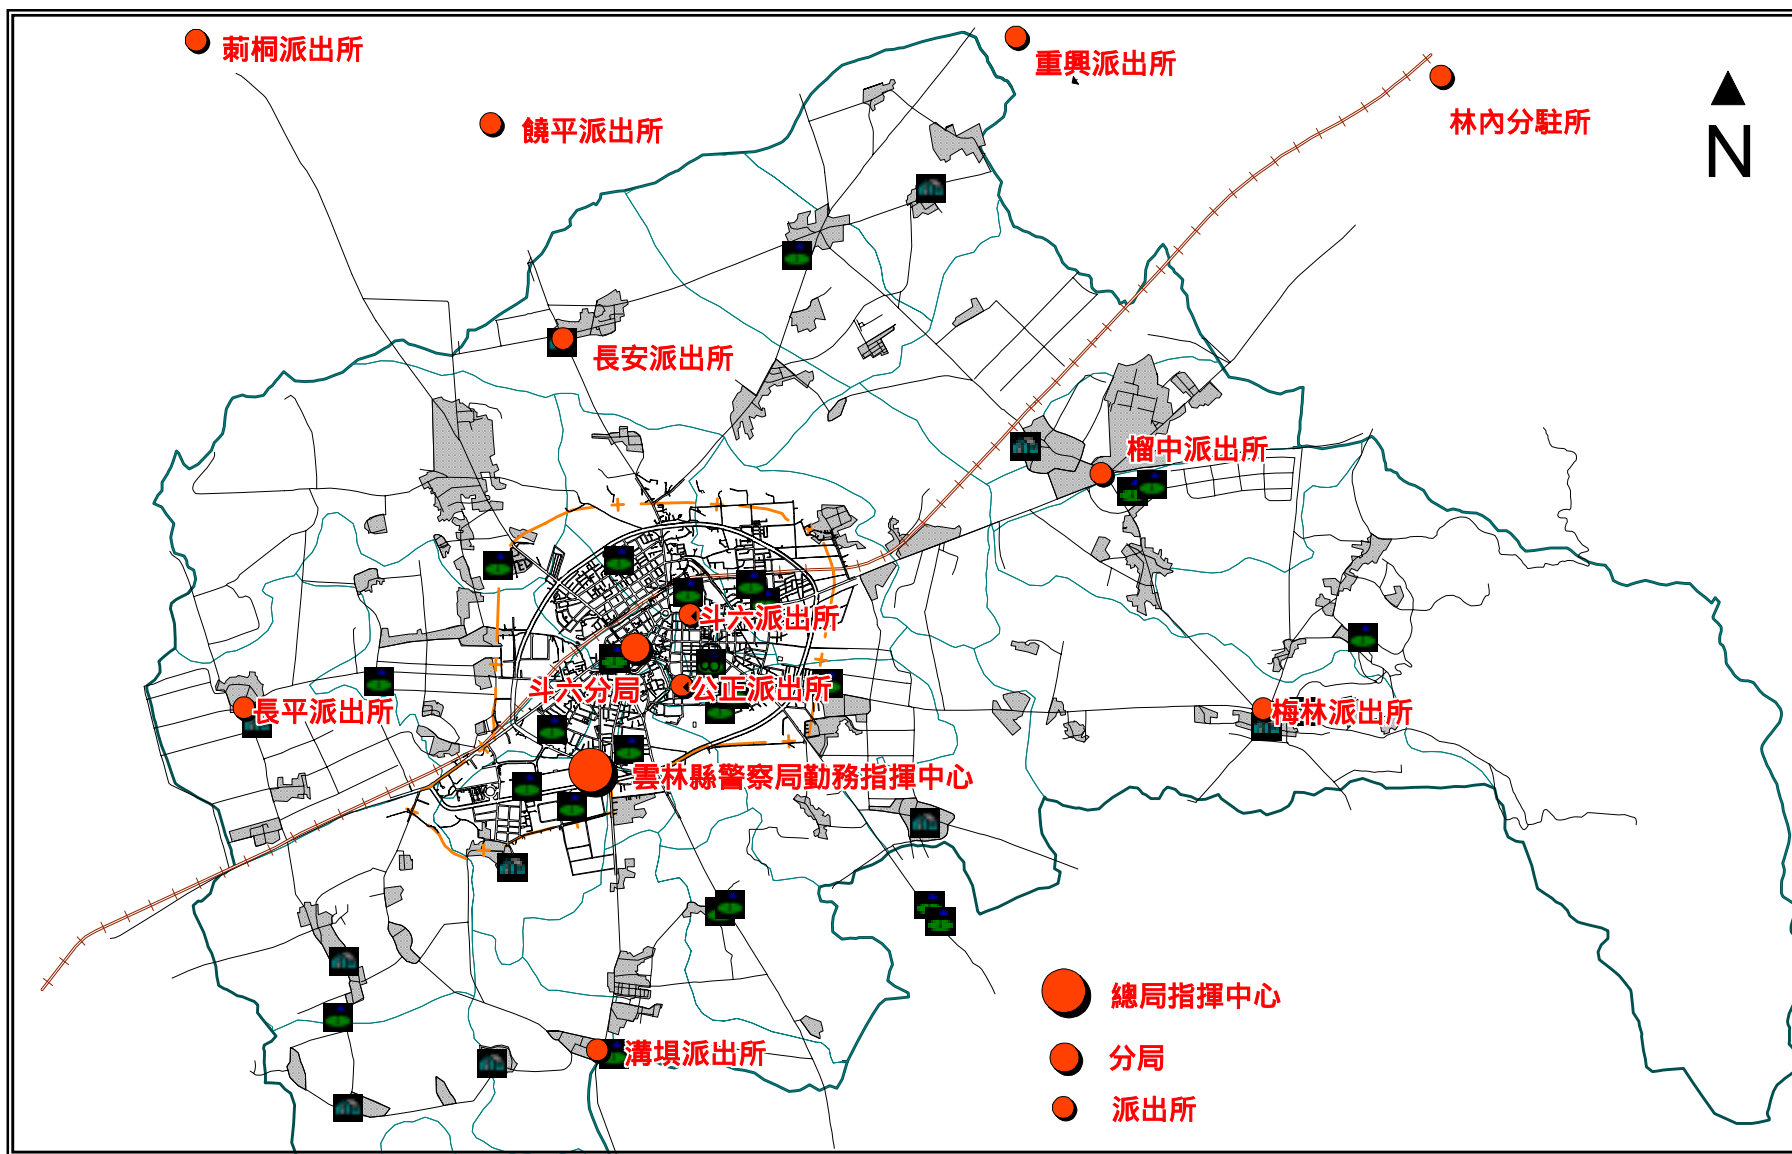 莿桐派出所
重興派出所
林內分駐所
饒平派出所
N
長安派出所
榴中派出所
斗六派出所
斗六分局
公正派出所
長平派出所
梅林派出所
雲林縣警察局勤務指揮中心
總局指揮中心
溝埧派出所
分局
派出所